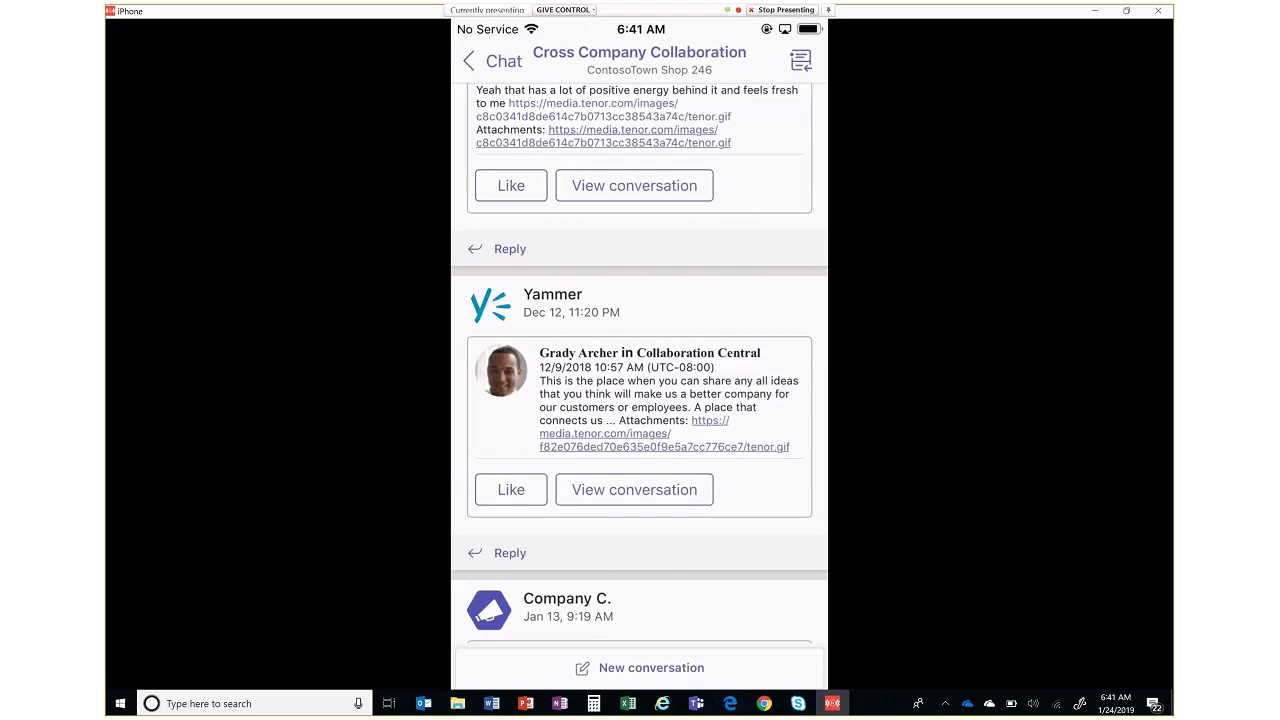 iPhone
Currently presenting GIVE CONTROL Stop Presenting
No Service 6:41 AM
Chat
Cross Company Collaboration
ContosoTown Shop 246
Yeah that has a lot of positive energy behind it and feels fresh
to me https://media.tenor.com/images/
c8c0341d8de614c7b0713cc38543a74c/tenor.gif
Attachments: https://media.tenor.com/images/
c8c0341d8de614c7b0713cc38543a74c/tenor.gif
Like View conversation
Reply
Yammer
Dec 12, 11:20 PM
Grady Archer in Collaboration Central
12/9/2018 10:57 AM (UTC-08:00)
This is the place when you can share any all ideas
that you think will make us a better company for
our customers or employees. A place that
connects us ... Attachments: https://
media.tenor.com/images/
f82e076ded70e635e0f9e5a7cc776ce7/tenor.gif
Like View conversation
Reply
Company C.
Jan 13, 9:19 AM
New conversation
Type here to search
6:41 AM
1/24/2019
22